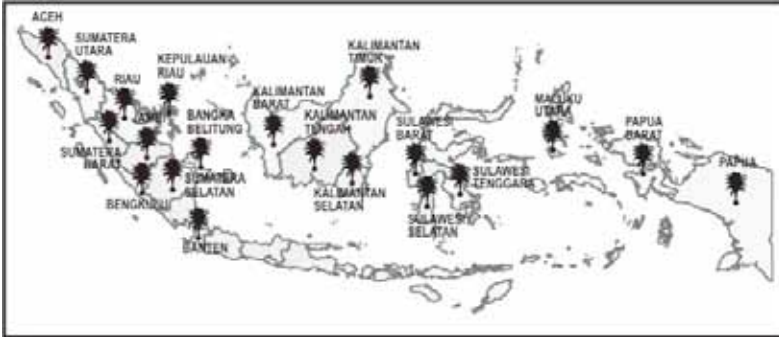 ACEH
SUMATERA
UTARA
RIAU
KEPULAUAN
RIAU
JAMBI
SUMATERA
BARAT
BANGKA
BELITUNG
BENGKULU
SUMATERA
SELATAN
BANTEN
KALIMANTAN
BARAT
KALIMANTAN
TENGAH
KALIMANTAN
TIMUR
KALIMANTAN
SELATAN
SULAWESI
BARAT
SULAWESI
TENGGARA
SULAWESI
SELATAN
MALUKU
UTARA
PAPUA
BARAT
PAPUA